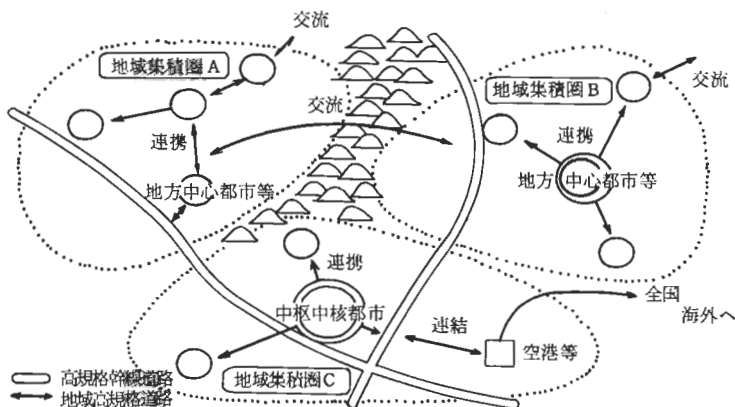 交流
地域集積圏A
交流
地域集積圏B
交流
連携
連携
地方中心都市等
地方中心都市等
連携
中枢中核都市
連結
全国
海外へ
空港等
地域集積圏C
高規格幹線道路
地域高規格道路